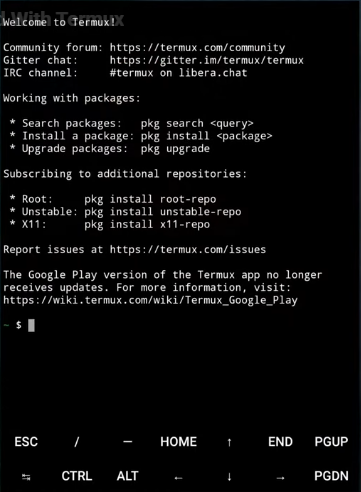 With Termux
Welcome to Termux!
Community forum: https://termux.com/community
Gitter chat:     https://gitter.im/termux/termux
IRC channel:     #termux on libera.chat
Working with packages:
* Search packages:   pkg search <query>
* Install a package: pkg install <package>
* Upgrade packages:  pkg upgrade
Subscribing to additional repositories:
* Root:     pkg install root-repo
* Unstable: pkg install unstable-repo
* X11:      pkg install x11-repo
Report issues at https://termux.com/issues
The Google Play version of the Termux app no longer
receives updates. For more information, visit:
https://wiki.termux.com/wiki/Termux_Google_Play
~ $
ESC / — HOME ↑ END PGUP
↹ CTRL ALT ← ↓ → PGDN